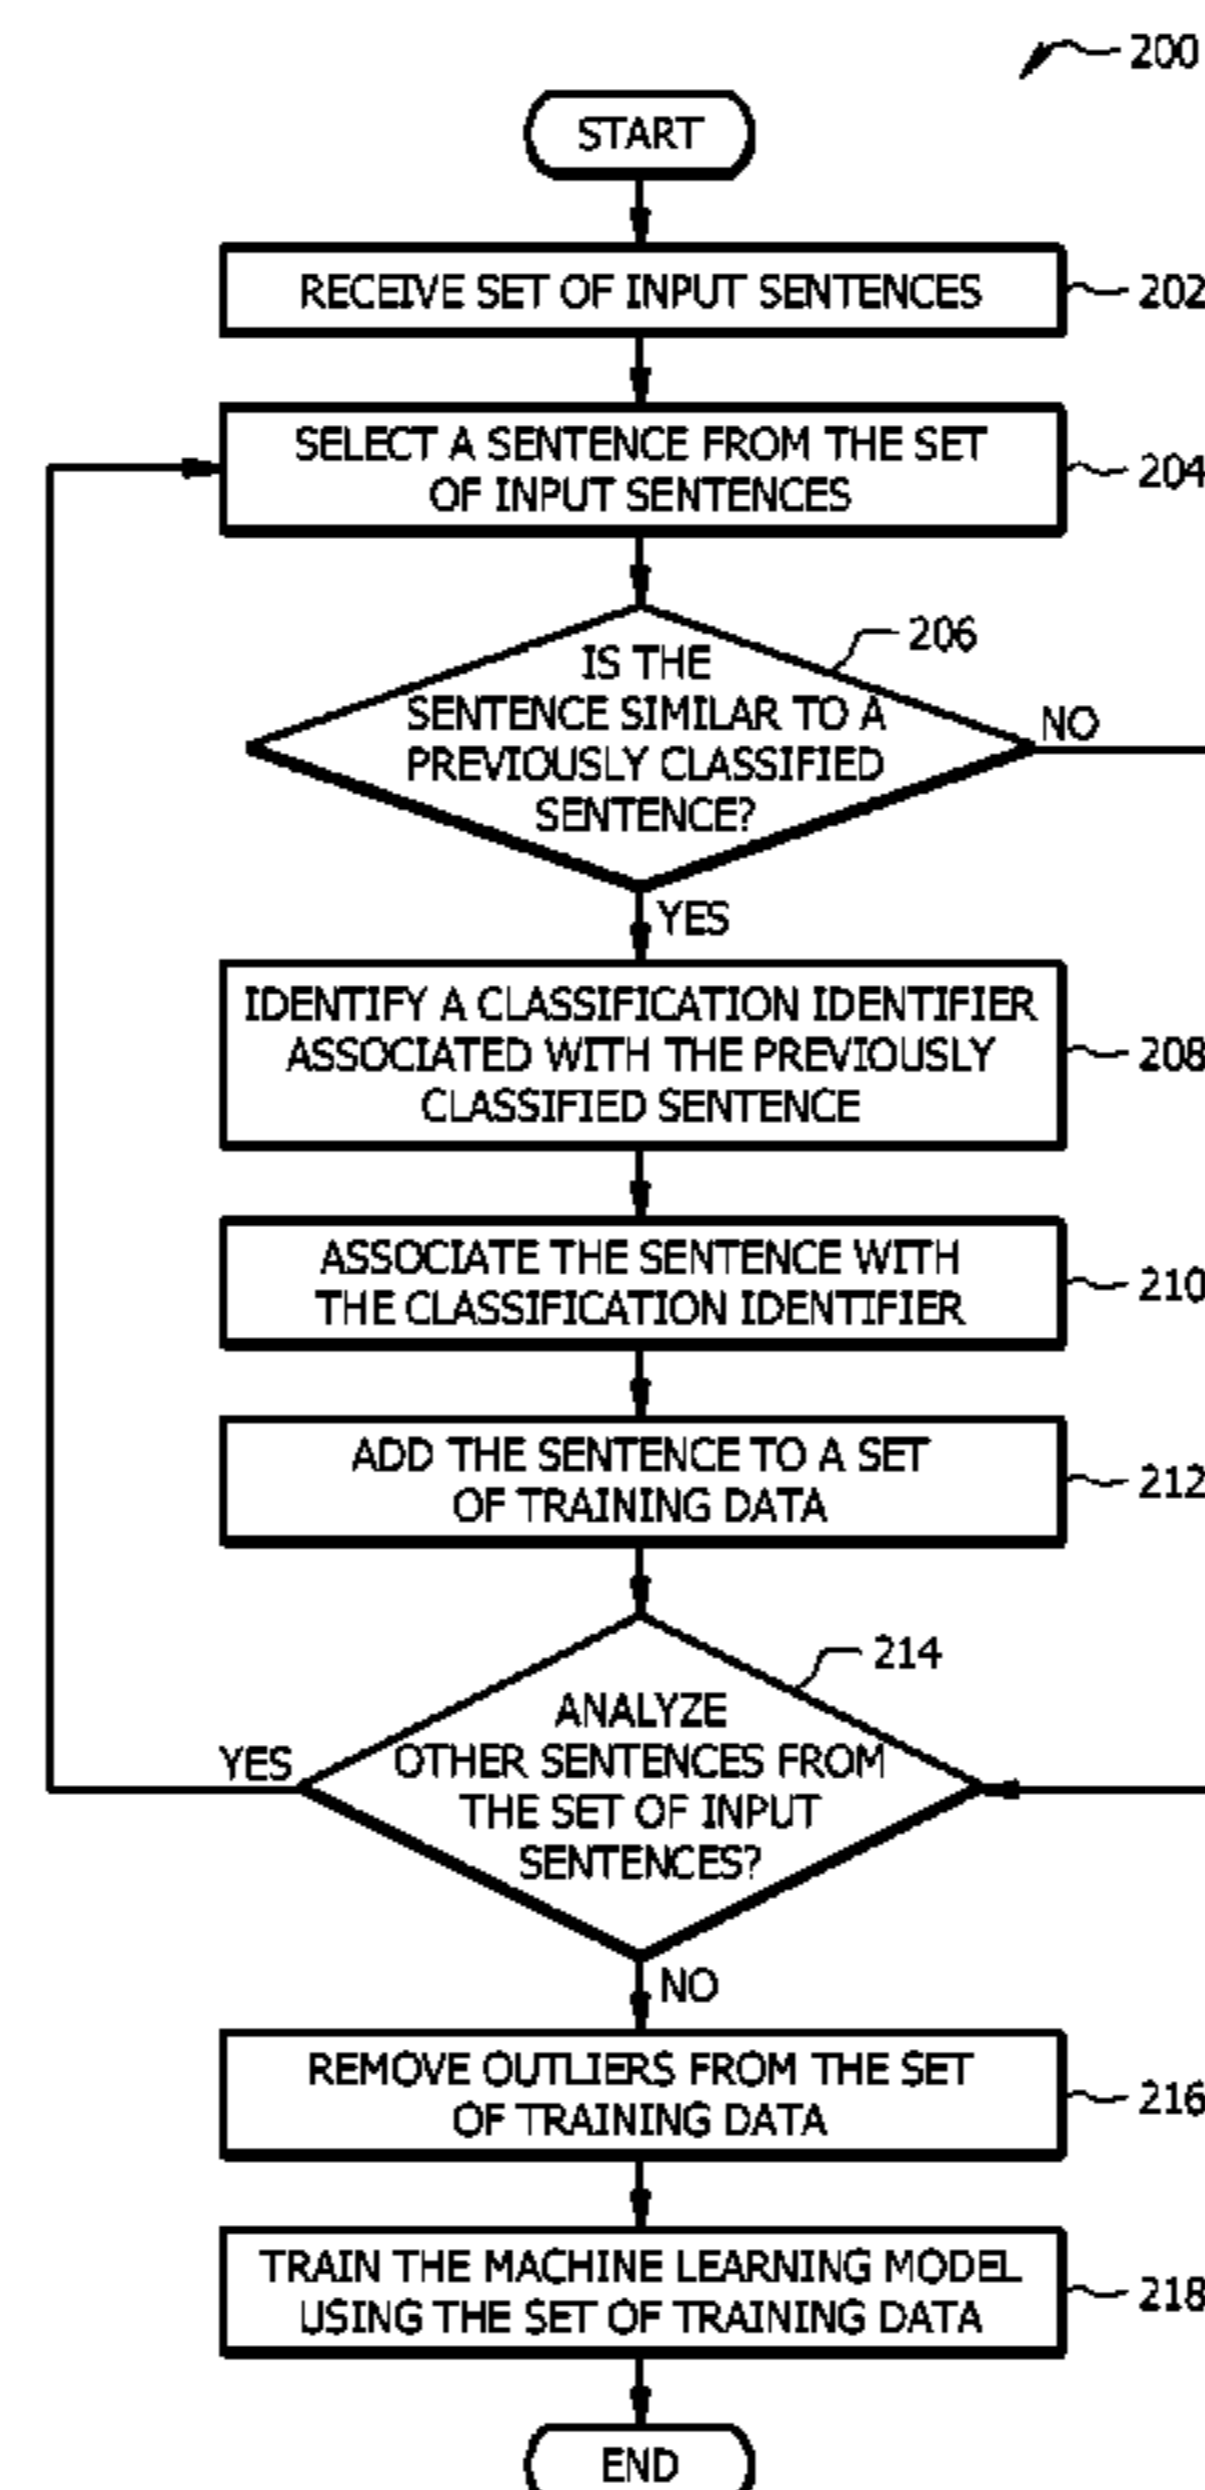 200
START
RECEIVE SET OF INPUT SENTENCES
202
SELECT A SENTENCE FROM THE SET
OF INPUT SENTENCES
204
206
IS THE
SENTENCE SIMILAR TO A
PREVIOUSLY CLASSIFIED
SENTENCE?
NO
YES
IDENTIFY A CLASSIFICATION IDENTIFIER
ASSOCIATED WITH THE PREVIOUSLY
CLASSIFIED SENTENCE
208
ASSOCIATE THE SENTENCE WITH
THE CLASSIFICATION IDENTIFIER
210
ADD THE SENTENCE TO A SET
OF TRAINING DATA
212
214
ANALYZE
OTHER SENTENCES FROM
THE SET OF INPUT
SENTENCES?
YES
NO
REMOVE OUTLIERS FROM THE SET
OF TRAINING DATA
216
TRAIN THE MACHINE LEARNING MODEL
USING THE SET OF TRAINING DATA
218
END